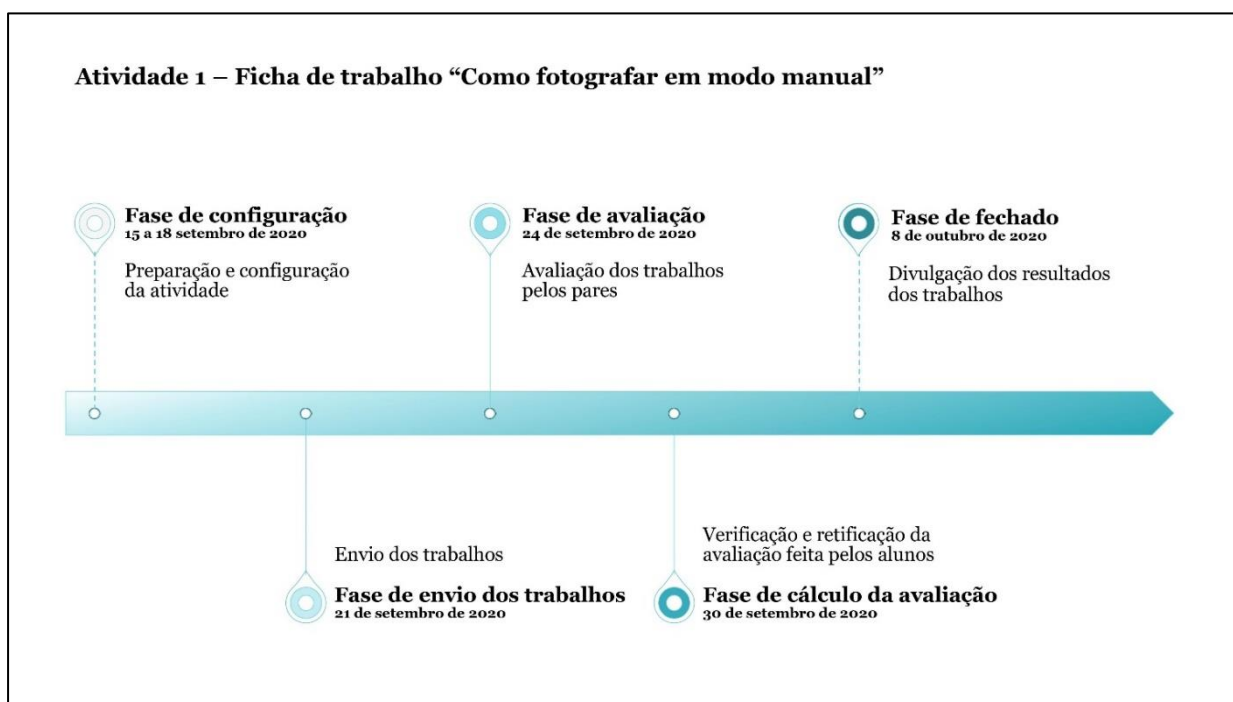 Atividade 1 – Ficha de trabalho “Como fotografar em modo manual”
Fase de configuração
15 a 18 setembro de 2020
Preparação e configuração
da atividade
Fase de avaliação
24 de setembro de 2020
Avaliação dos trabalhos
pelos pares
Fase de fechado
8 de outubro de 2020
Divulgação dos resultados
dos trabalhos
Envio dos trabalhos
Fase de envio dos trabalhos
21 de setembro de 2020
Verificação e retificação da
avaliação feita pelos alunos
Fase de cálculo da avaliação
30 de setembro de 2020